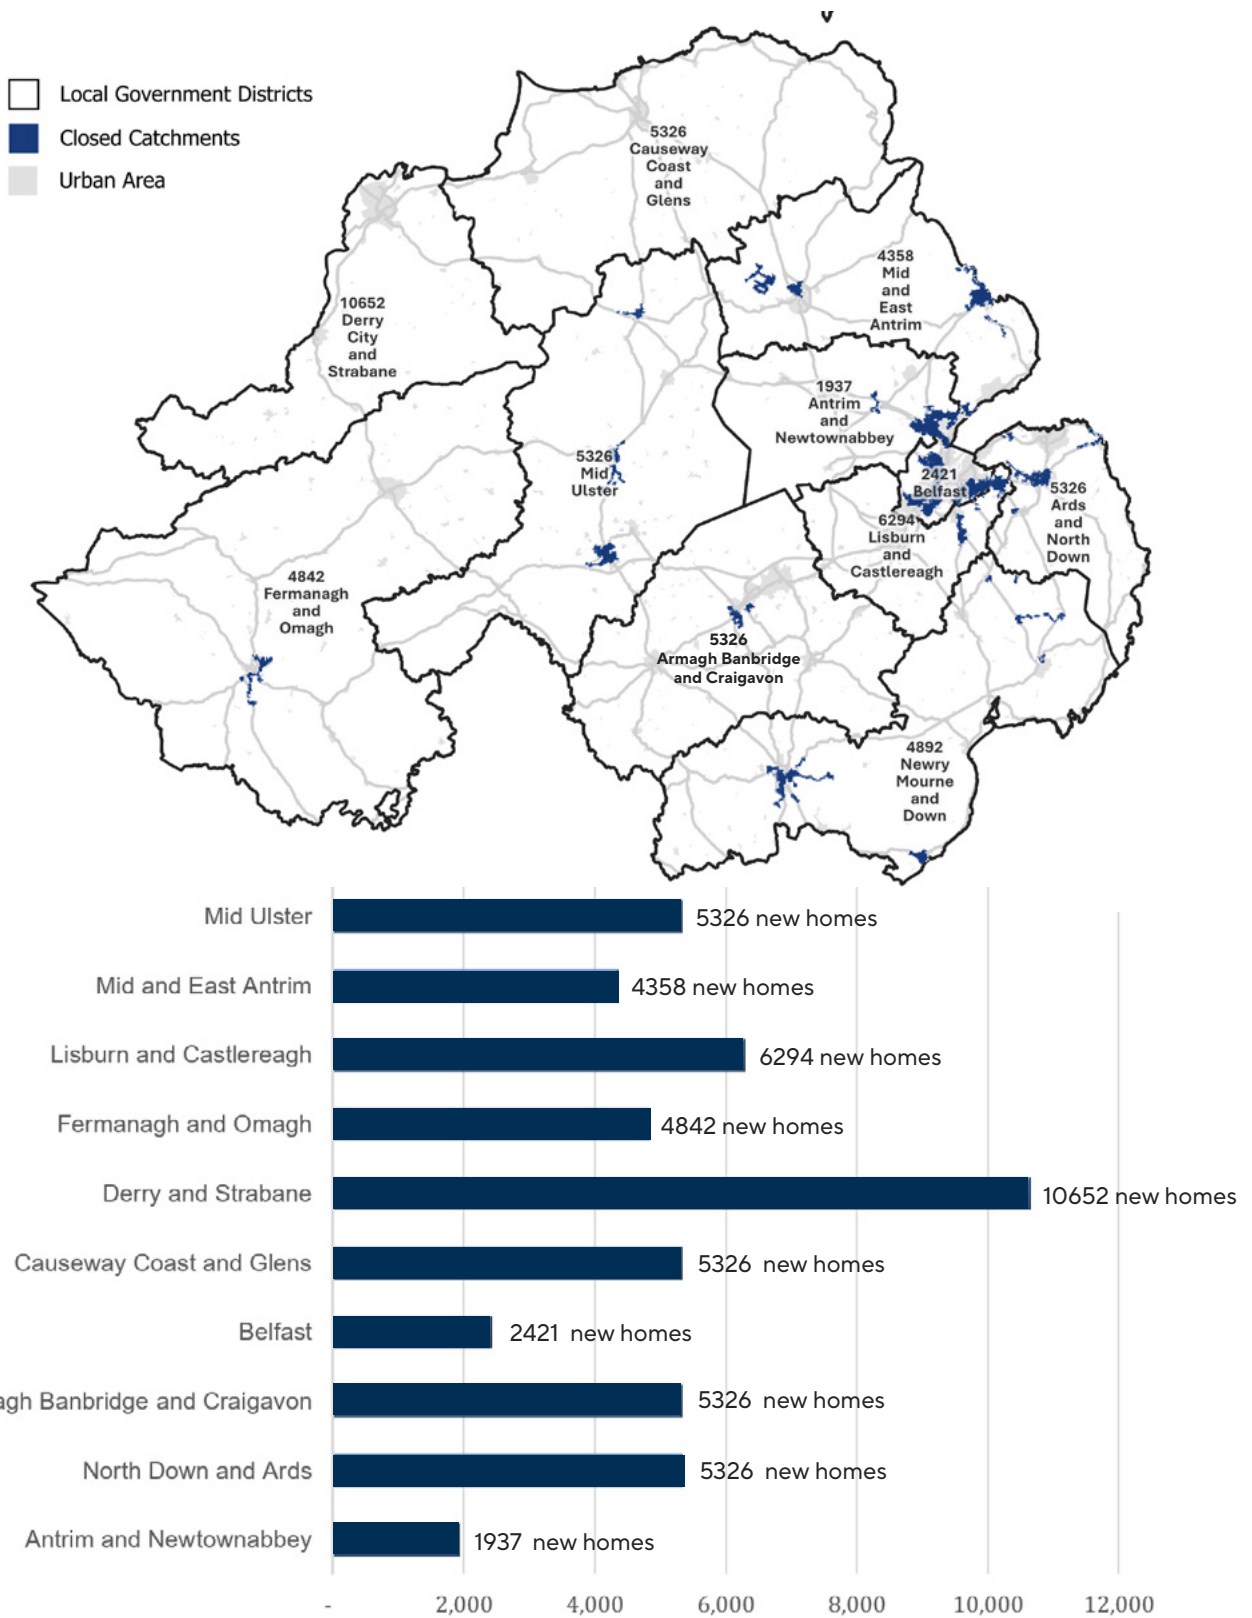 Local Government Districts
Closed Catchments
Urban Area
5326
Causeway
Coast
and
Glens
4358
Mid
and
East
Antrim
10652
Derry
City
and
Strabane
1937
Antrim
and
Newtownabbey
5326
Mid
Ulster
2421
Belfast
5326
Ards
and
North
Down
6294
Lisburn
and
Castlereagh
4842
Fermanagh
and
Omagh
5326
Armagh Banbridge
and Craigavon
4892
Newry
Mourne
and
Down
Mid Ulster 5326 new homes
Mid and East Antrim 4358 new homes
Lisburn and Castlereagh 6294 new homes
Fermanagh and Omagh 4842 new homes
Derry and Strabane 10652 new homes
Causeway Coast and Glens 5326 new homes
Belfast 2421 new homes
agh Banbridge and Craigavon 5326 new homes
North Down and Ards 5326 new homes
Antrim and Newtownabbey 1937 new homes
- 2,000 4,000 6,000 8,000 10,000 12,000